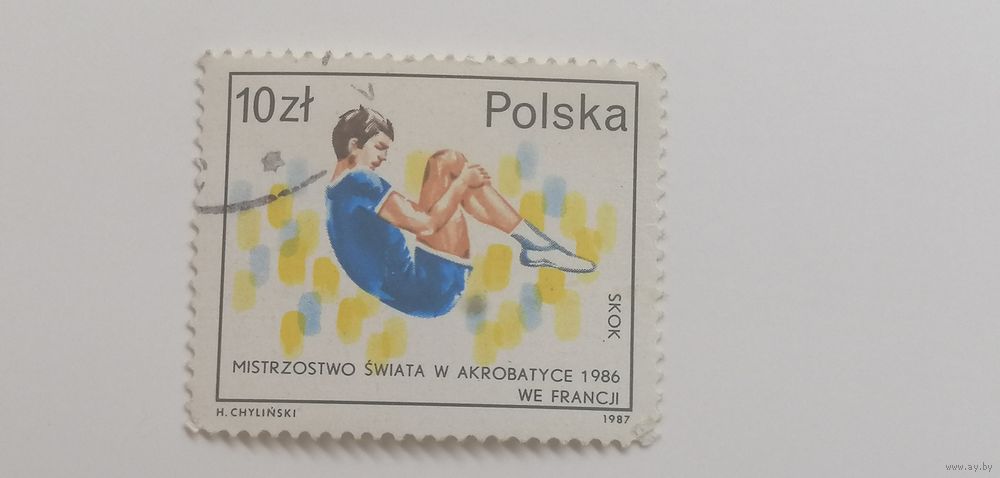 10zł Polska
SKOK
MISTRZOSTWO ŚWIATA W AKROBATYCE 1986
WE FRANCJI
H. CHYLIŃSKI 1987
www.ay.by